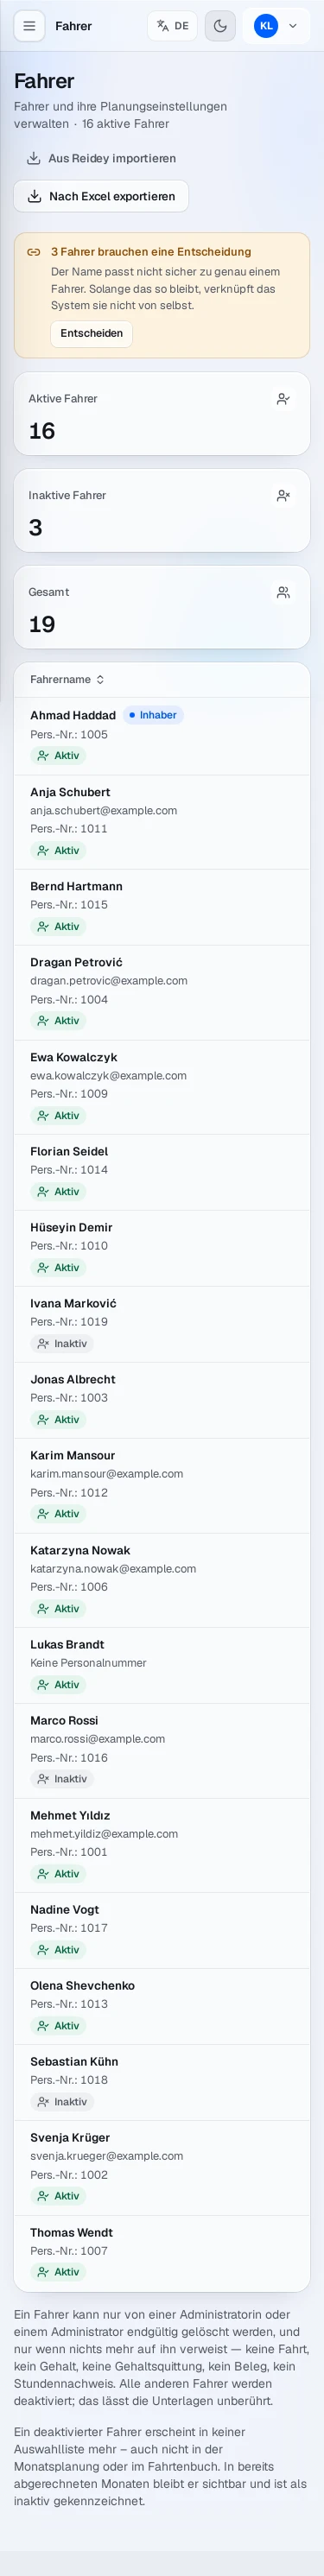 Fahrer
DE
KL
Fahrer
Fahrer und ihre Planungseinstellungen
verwalten · 16 aktive Fahrer
Aus Reidey importieren
Nach Excel exportieren
3 Fahrer brauchen eine Entscheidung
Der Name passt nicht sicher zu genau einem
Fahrer. Solange das so bleibt, verknüpft das
System sie nicht von selbst.
Entscheiden
Aktive Fahrer
16
Inaktive Fahrer
3
Gesamt
19
Fahrername
Ahmad Haddad Inhaber
Pers.-Nr.: 1005
Aktiv
Anja Schubert
anja.schubert@example.com
Pers.-Nr.: 1011
Aktiv
Bernd Hartmann
Pers.-Nr.: 1015
Aktiv
Dragan Petrović
dragan.petrovic@example.com
Pers.-Nr.: 1004
Aktiv
Ewa Kowalczyk
ewa.kowalczyk@example.com
Pers.-Nr.: 1009
Aktiv
Florian Seidel
Pers.-Nr.: 1014
Aktiv
Hüseyin Demir
Pers.-Nr.: 1010
Aktiv
Ivana Marković
Pers.-Nr.: 1019
Inaktiv
Jonas Albrecht
Pers.-Nr.: 1003
Aktiv
Karim Mansour
karim.mansour@example.com
Pers.-Nr.: 1012
Aktiv
Katarzyna Nowak
katarzyna.nowak@example.com
Pers.-Nr.: 1006
Aktiv
Lukas Brandt
Keine Personalnummer
Aktiv
Marco Rossi
marco.rossi@example.com
Pers.-Nr.: 1016
Inaktiv
Mehmet Yıldız
mehmet.yildiz@example.com
Pers.-Nr.: 1001
Aktiv
Nadine Vogt
Pers.-Nr.: 1017
Aktiv
Olena Shevchenko
Pers.-Nr.: 1013
Aktiv
Sebastian Kühn
Pers.-Nr.: 1018
Inaktiv
Svenja Krüger
svenja.krueger@example.com
Pers.-Nr.: 1002
Aktiv
Thomas Wendt
Pers.-Nr.: 1007
Aktiv
Ein Fahrer kann nur von einer Administratorin oder
einem Administrator endgültig gelöscht werden, und
nur wenn nichts mehr auf ihn verweist — keine Fahrt,
kein Gehalt, keine Gehaltsquittung, kein Beleg, kein
Stundennachweis. Alle anderen Fahrer werden
deaktiviert; das lässt die Unterlagen unberührt.
Ein deaktivierter Fahrer erscheint in keiner
Auswahlliste mehr – auch nicht in der
Monatsplanung oder im Fahrtenbuch. In bereits
abgerechneten Monaten bleibt er sichtbar und ist als
inaktiv gekennzeichnet.